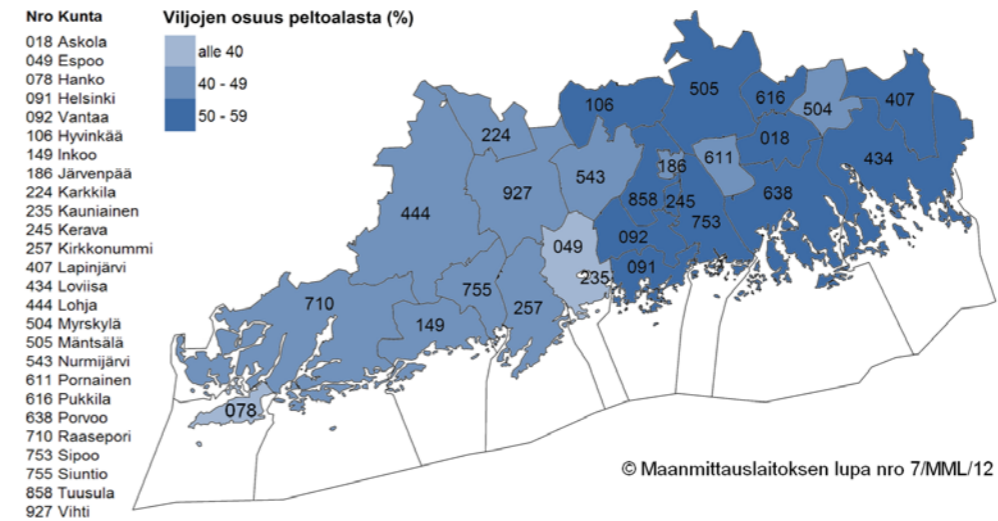 Nro Kunta
018 Askola
049 Espoo
078 Hanko
091 Helsinki
092 Vantaa
106 Hyvinkää
149 Inkoo
186 Järvenpää
224 Karkkila
235 Kauniainen
245 Kerava
257 Kirkkonummi
407 Lapinjärvi
434 Loviisa
444 Lohja
504 Myrskylä
505 Mäntsälä
543 Nurmijärvi
611 Pornainen
616 Pukkila
638 Porvoo
710 Raasepori
753 Sipoo
755 Siuntio
858 Tuusula
927 Vihti
Viljojen osuus peltoalasta (%)
alle 40
40 - 49
50 - 59
505
616
407
106
504
224
018
434
186
611
543
927
638
858
245
444
753
092
049
091
235
755
710
257
149
078
© Maanmittauslaitoksen lupa nro 7/MML/12